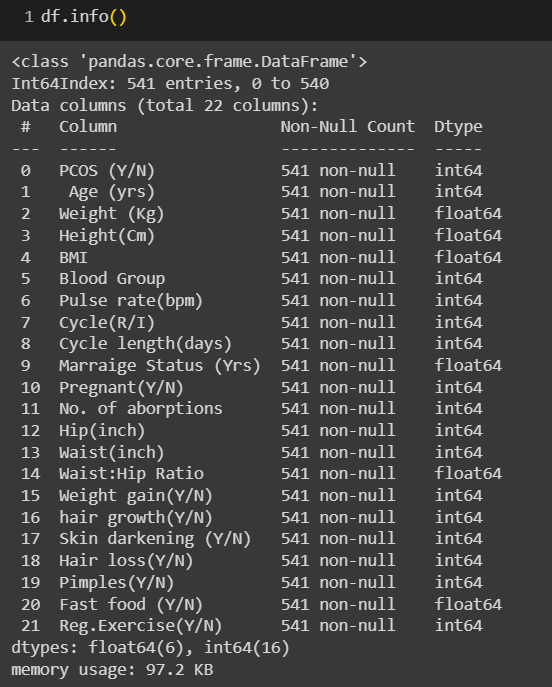 1 df.info()
<class 'pandas.core.frame.DataFrame'>
Int64Index: 541 entries, 0 to 540
Data columns (total 22 columns):
 #   Column                Non-Null Count  Dtype
---  ------                --------------  -----
 0   PCOS (Y/N)            541 non-null    int64
 1    Age (yrs)            541 non-null    int64
 2   Weight (Kg)           541 non-null    float64
 3   Height(Cm)            541 non-null    float64
 4   BMI                   541 non-null    float64
 5   Blood Group           541 non-null    int64
 6   Pulse rate(bpm)       541 non-null    int64
 7   Cycle(R/I)            541 non-null    int64
 8   Cycle length(days)    541 non-null    int64
 9   Marraige Status (Yrs) 541 non-null    float64
 10  Pregnant(Y/N)         541 non-null    int64
 11  No. of aborptions     541 non-null    int64
 12  Hip(inch)             541 non-null    int64
 13  Waist(inch)           541 non-null    int64
 14  Waist:Hip Ratio       541 non-null    float64
 15  Weight gain(Y/N)      541 non-null    int64
 16  hair growth(Y/N)      541 non-null    int64
 17  Skin darkening (Y/N)  541 non-null    int64
 18  Hair loss(Y/N)        541 non-null    int64
 19  Pimples(Y/N)          541 non-null    int64
 20  Fast food (Y/N)       541 non-null    float64
 21  Reg.Exercise(Y/N)     541 non-null    int64
dtypes: float64(6), int64(16)
memory usage: 97.2 KB